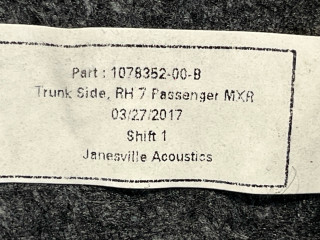 Part : 1078352-00-B
Trunk Side, RH 7 Passenger MXR
03/27/2017
Shift 1
Janesville Acoustics